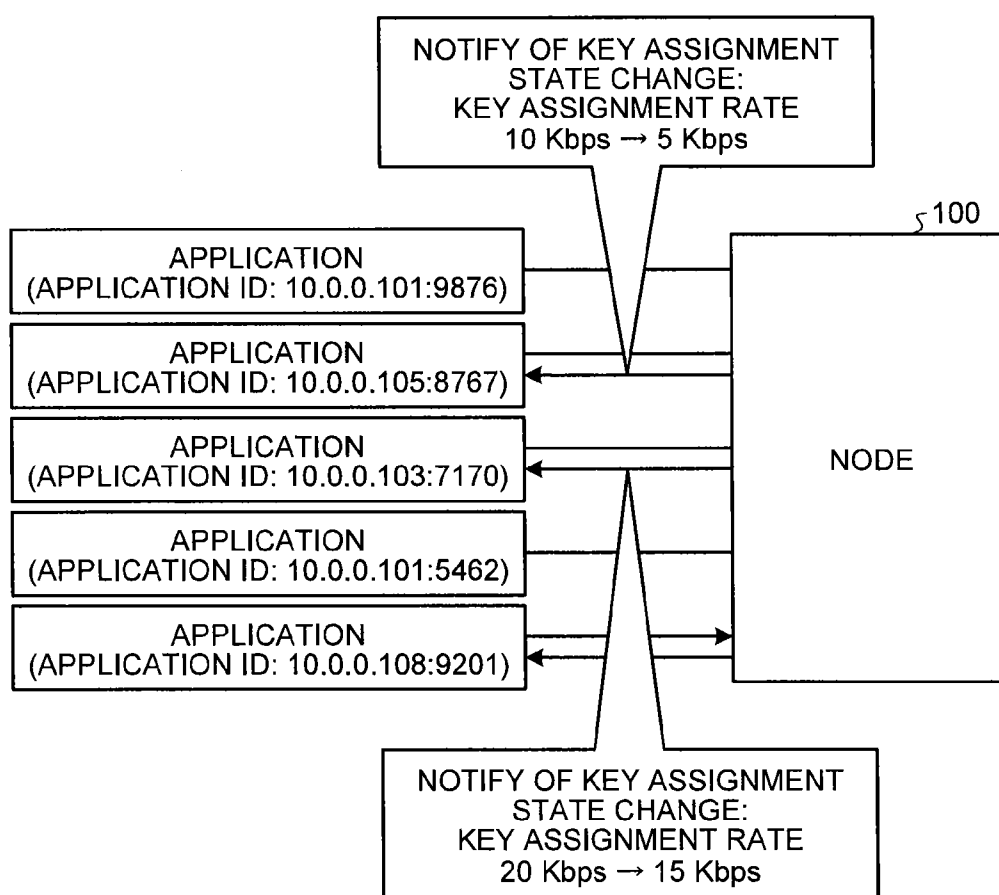 NOTIFY OF KEY ASSIGNMENT
STATE CHANGE:
KEY ASSIGNMENT RATE
10 Kbps → 5 Kbps
100
APPLICATION
(APPLICATION ID: 10.0.0.101:9876)
APPLICATION
(APPLICATION ID: 10.0.0.105:8767)
APPLICATION
(APPLICATION ID: 10.0.0.103:7170)
APPLICATION
(APPLICATION ID: 10.0.0.101:5462)
APPLICATION
(APPLICATION ID: 10.0.0.108:9201)
NODE
NOTIFY OF KEY ASSIGNMENT
STATE CHANGE:
KEY ASSIGNMENT RATE
20 Kbps → 15 Kbps